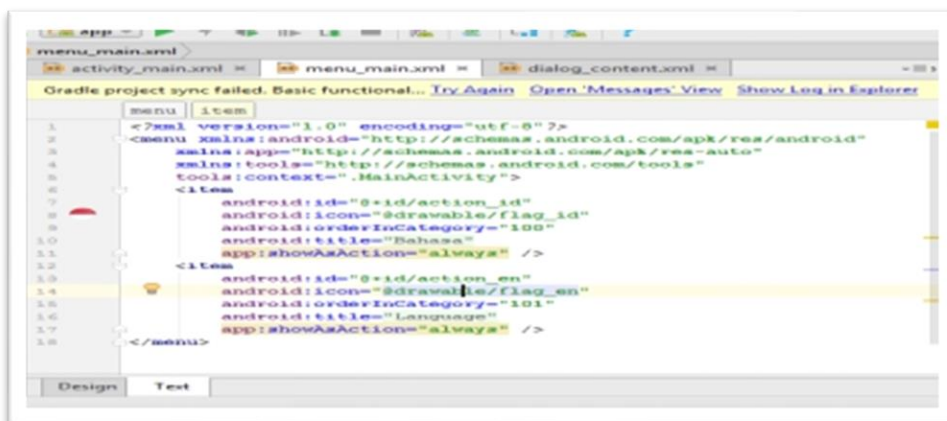 app
menu_main.xml
activity_main.xml menu_main.xml dialog_content.xml
Gradle project sync failed. Basic functional... Try Again Open 'Messages' View Show Log in Explorer
menu item
1 <?xml version="1.0" encoding="utf-8"?>
2 <menu xmlns:android="http://schemas.android.com/apk/res/android"
3 xmlns:app="http://schemas.android.com/apk/res-auto"
4 xmlns:tools="http://schemas.android.com/tools"
5 tools:context=".MainActivity">
6 <item
7 android:id="@+id/action_id"
8 android:icon="@drawable/flag_id"
9 android:orderInCategory="100"
10 android:title="Bahasa"
11 app:showAsAction="always" />
12 <item
13 android:id="@+id/action_en"
14 android:icon="@drawable/flag_en"
15 android:orderInCategory="101"
16 android:title="Language"
17 app:showAsAction="always" />
18 </menu>
Design Text